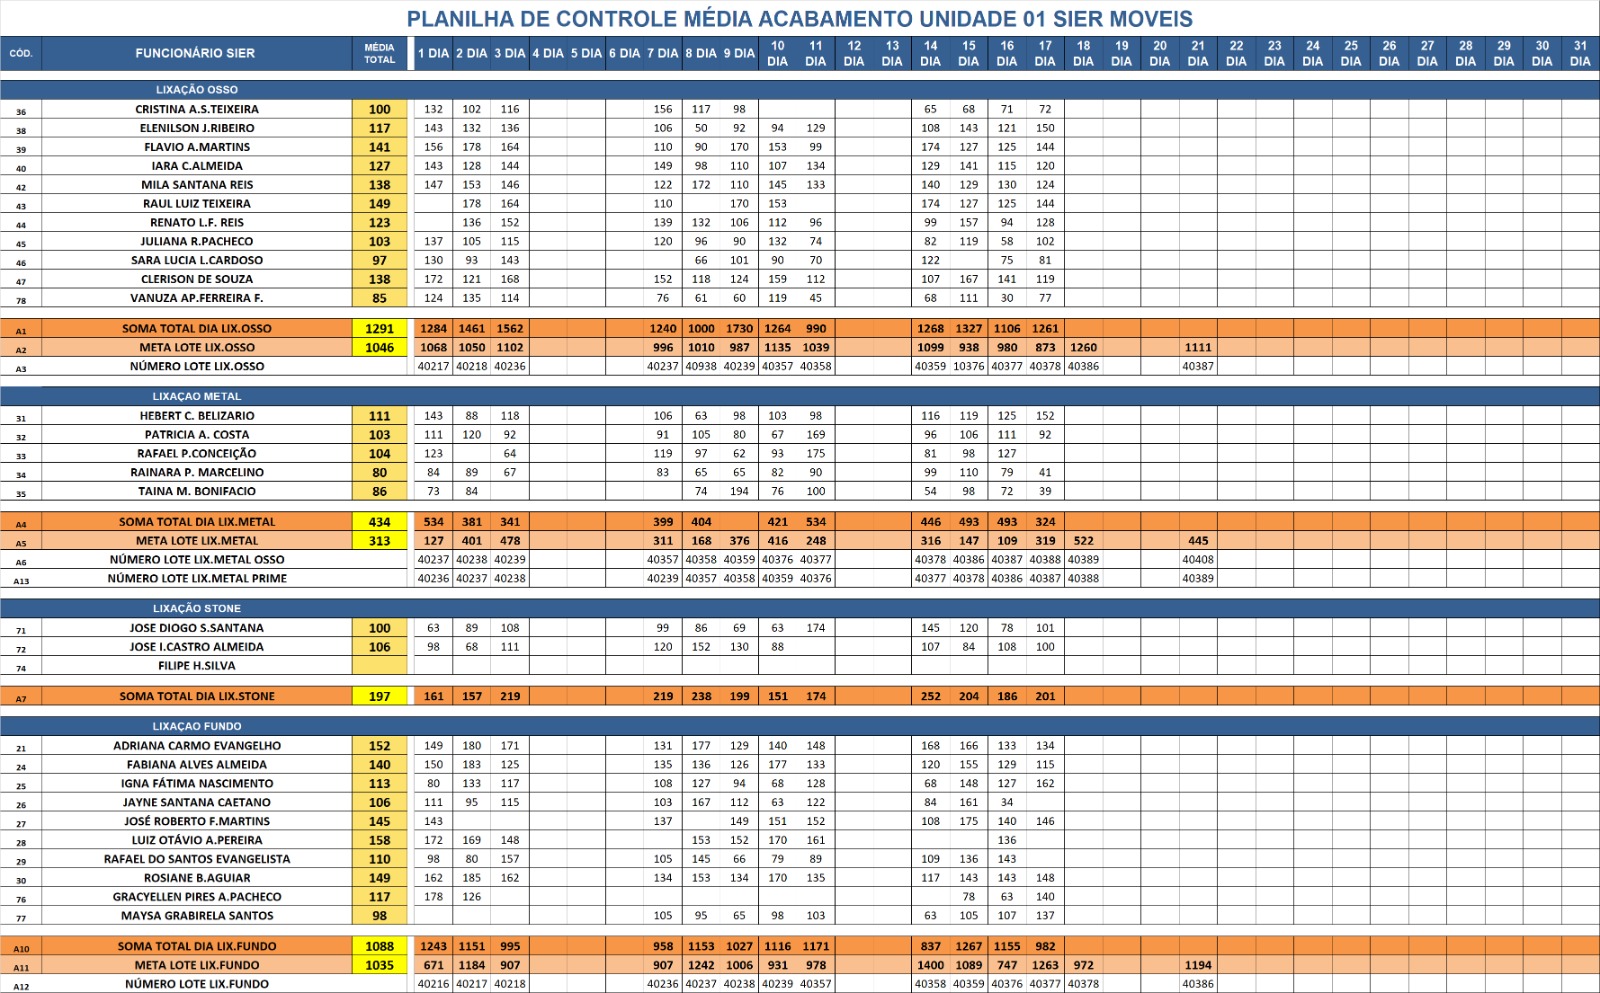 PLANILHA DE CONTROLE MÉDIA ACABAMENTO UNIDADE 01 SIER MOVEIS
CÓD. FUNCIONÁRIO SIER MÉDIA TOTAL 1 DIA 2 DIA 3 DIA 4 DIA 5 DIA 6 DIA 7 DIA 8 DIA 9 DIA 10 DIA 11 DIA 12 DIA 13 DIA 14 DIA 15 DIA 16 DIA 17 DIA 18 DIA 19 DIA 20 DIA 21 DIA 22 DIA 23 DIA 24 DIA 25 DIA 26 DIA 27 DIA 28 DIA 29 DIA 30 DIA 31 DIA
LIXAÇÃO OSSO
36 CRISTINA A.S.TEIXEIRA 100 132 102 116 156 117 98 65 68 71 72
38 ELENILSON J.RIBEIRO 117 143 132 136 106 50 92 94 129 108 143 121 150
39 FLAVIO A.MARTINS 141 156 178 164 110 90 170 153 99 174 127 125 144
40 IARA C.ALMEIDA 127 143 128 144 149 98 110 107 134 129 141 115 120
42 MILA SANTANA REIS 138 147 153 146 122 172 110 145 133 140 129 130 124
43 RAUL LUIZ TEIXEIRA 149 178 164 110 170 153 174 127 125 144
44 RENATO L.F. REIS 123 136 152 139 132 106 112 96 99 157 94 128
45 JULIANA R.PACHECO 103 137 105 115 120 96 90 132 74 82 119 58 102
46 SARA LUCIA L.CARDOSO 97 130 93 143 66 101 90 70 122 75 81
47 CLERISON DE SOUZA 138 172 121 168 152 118 124 159 112 107 167 141 119
78 VANUZA AP.FERREIRA F. 85 124 135 114 76 61 60 119 45 68 111 30 77
A1 SOMA TOTAL DIA LIX.OSSO 1291 1284 1461 1562 1240 1000 1730 1264 990 1268 1327 1106 1261
A2 META LOTE LIX.OSSO 1046 1068 1050 1102 996 1010 987 1135 1039 1099 938 980 873 1260 1111
A3 NÚMERO LOTE LIX.OSSO 40217 40218 40236 40237 40938 40239 40357 40358 40359 10376 40377 40378 40386 40387
LIXAÇAO METAL
31 HEBERT C. BELIZARIO 111 143 88 118 106 63 98 103 98 116 119 125 152
32 PATRICIA A. COSTA 103 111 120 92 91 105 80 67 169 96 106 111 92
33 RAFAEL P.CONCEIÇÃO 104 123 64 119 97 62 93 175 81 98 127
34 RAINARA P. MARCELINO 80 84 89 67 83 65 65 82 90 99 110 79 41
35 TAINA M. BONIFACIO 86 73 84 74 194 76 100 54 98 72 39
A4 SOMA TOTAL DIA LIX.METAL 434 534 381 341 399 404 421 534 446 493 493 324
A5 META LOTE LIX.METAL 313 127 401 478 311 168 376 416 248 316 147 109 319 522 445
A6 NÚMERO LOTE LIX.METAL OSSO 40237 40238 40239 40357 40358 40359 40376 40377 40378 40386 40387 40388 40389 40408
A13 NÚMERO LOTE LIX.METAL PRIME 40236 40237 40238 40239 40357 40358 40359 40376 40377 40378 40386 40387 40388 40389
LIXAÇÃO STONE
71 JOSE DIOGO S.SANTANA 100 63 89 108 99 86 69 63 174 145 120 78 101
72 JOSE I.CASTRO ALMEIDA 106 98 68 111 120 152 130 88 107 84 108 100
74 FILIPE H.SILVA
A7 SOMA TOTAL DIA LIX.STONE 197 161 157 219 219 238 199 151 174 252 204 186 201
LIXAÇAO FUNDO
21 ADRIANA CARMO EVANGELHO 152 149 180 171 131 177 129 140 148 168 166 133 134
24 FABIANA ALVES ALMEIDA 140 150 183 125 135 136 126 177 133 120 155 129 115
25 IGNA FÁTIMA NASCIMENTO 113 80 133 117 108 127 94 68 128 68 148 127 162
26 JAYNE SANTANA CAETANO 106 111 95 115 103 167 112 63 122 84 161 34
27 JOSÉ ROBERTO F.MARTINS 145 143 137 149 151 152 108 175 140 146
28 LUIZ OTÁVIO A.PEREIRA 158 172 169 148 153 152 170 161 136
29 RAFAEL DO SANTOS EVANGELISTA 110 98 80 157 105 145 66 79 89 109 136 143
30 ROSIANE B.AGUIAR 149 162 185 162 134 153 134 170 135 117 143 143 148
76 GRACYELLEN PIRES A.PACHECO 117 178 126 78 63 140
77 MAYSA GRABIRELA SANTOS 98 105 95 65 98 103 63 105 107 137
A10 SOMA TOTAL DIA LIX.FUNDO 1088 1243 1151 995 958 1153 1027 1116 1171 837 1267 1155 982
A11 META LOTE LIX.FUNDO 1035 671 1184 907 907 1242 1006 931 978 1400 1089 747 1263 972 1194
A12 NÚMERO LOTE LIX.FUNDO 40216 40217 40218 40236 40237 40238 40239 40357 40358 40359 40376 40377 40378 40386